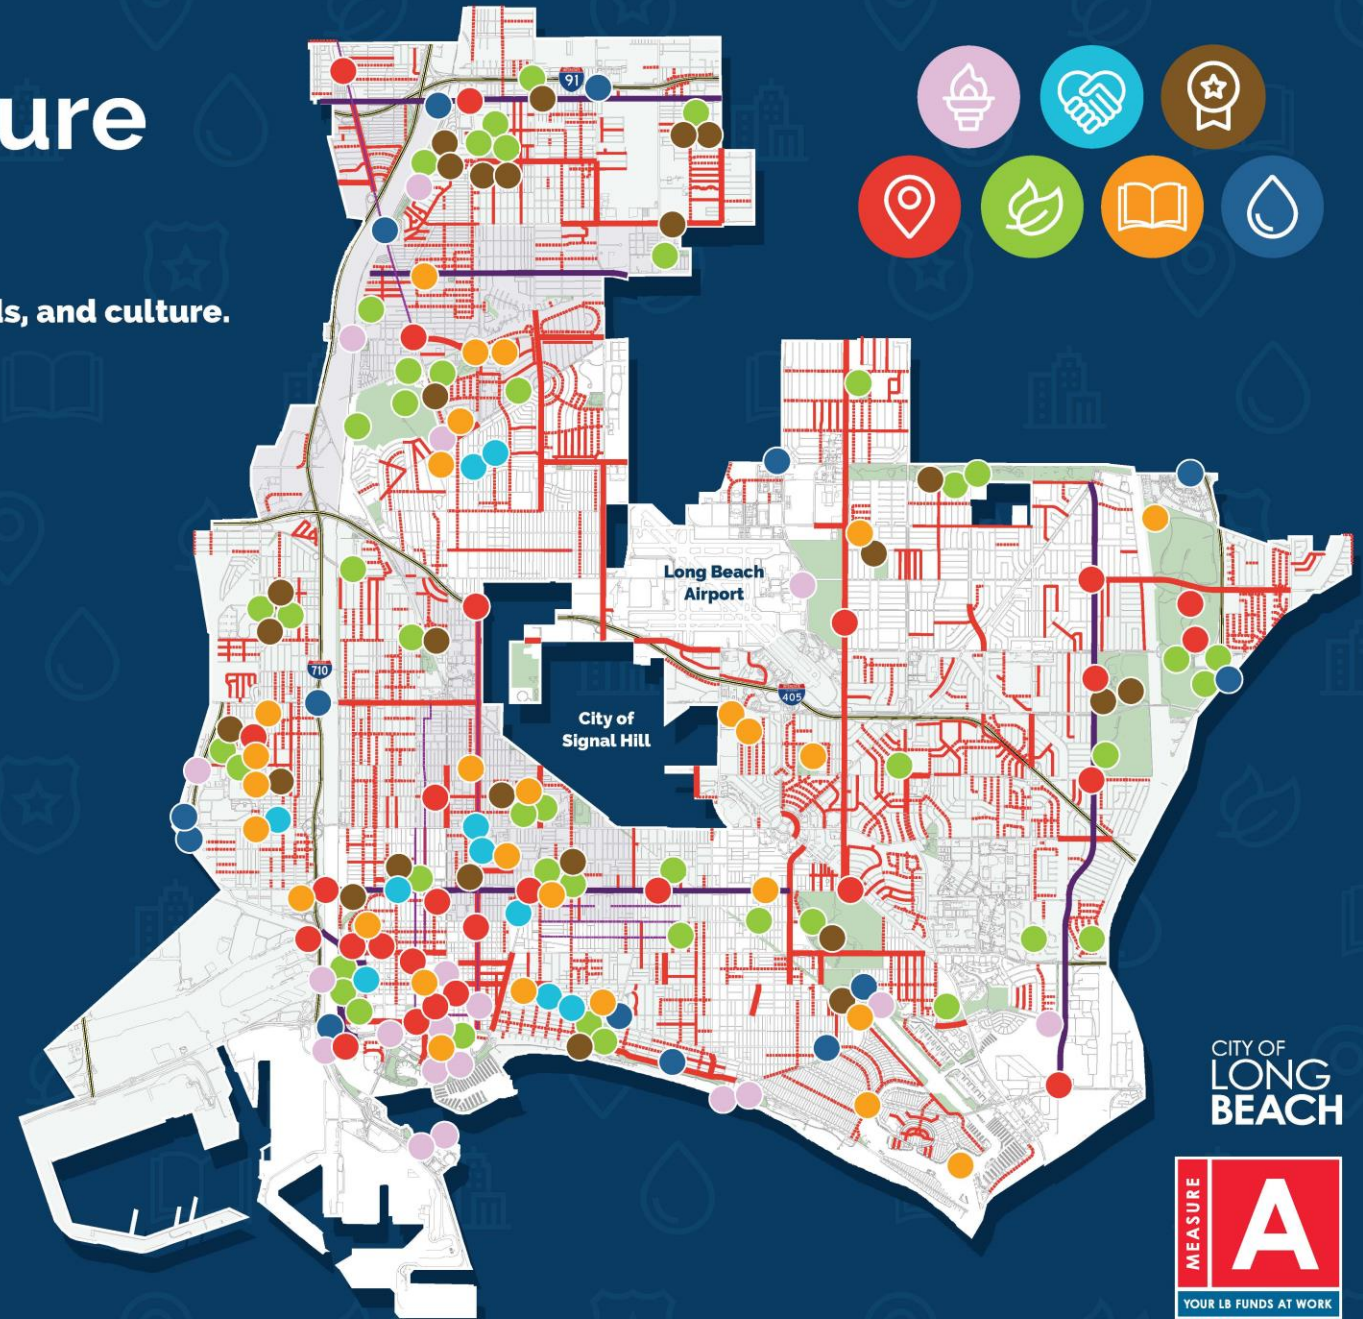 ure
ls, and culture.
91
Long Beach
Airport
710
405
City of
Signal Hill
CITY OF
LONG
BEACH
MEASURE
A
YOUR LB FUNDS AT WORK